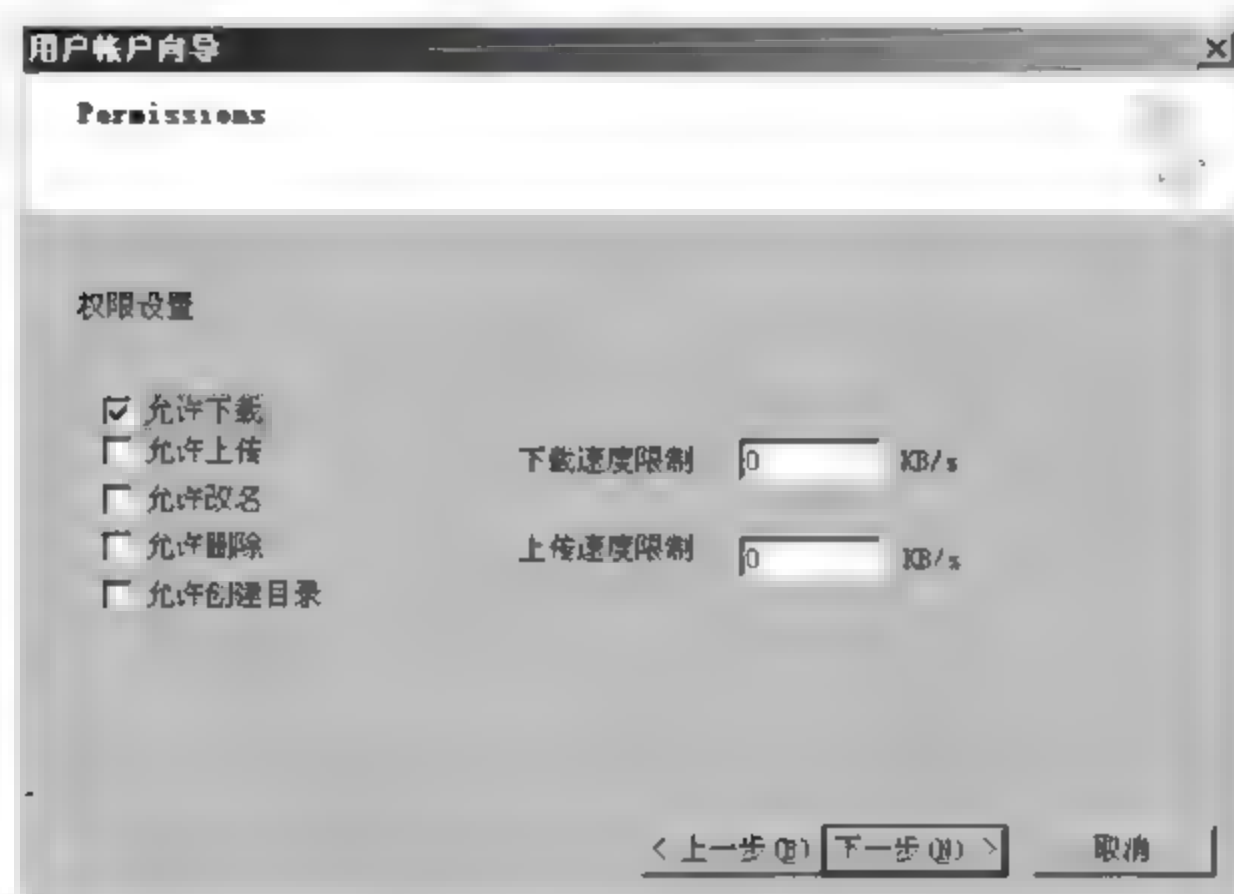 用户帐户向导
Permissions
权限设置
允许下载
允许上传
允许改名
允许删除
允许创建目录
下载速度限制 0 KB/s
上传速度限制 0 KB/s
< 上一步(B) 下一步(N) > 取消